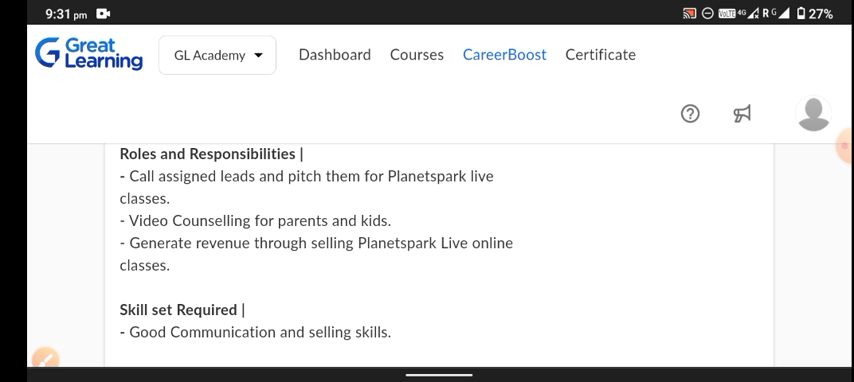 9:31 pm
VoLTE 4G R G 27%
Great
Learning
GL Academy
Dashboard Courses CareerBoost Certificate
Roles and Responsibilities |
- Call assigned leads and pitch them for Planetspark live
classes.
- Video Counselling for parents and kids.
- Generate revenue through selling Planetspark Live online
classes.
Skill set Required |
- Good Communication and selling skills.